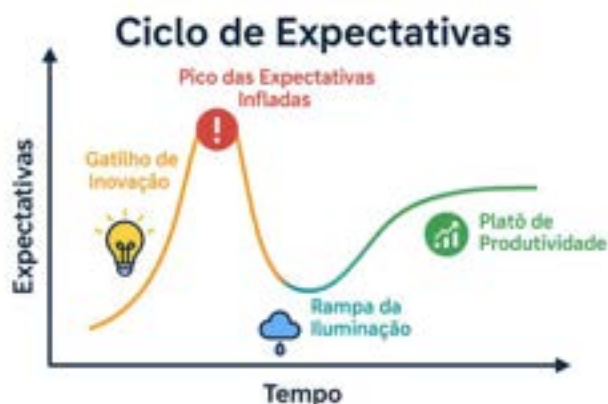 Ciclo de Expectativas
Pico das Expectativas
Infladas
!
Gatilho de
Inovação
Expectativas
Platô de
Produtividade
Rampa da
Iluminação
Tempo